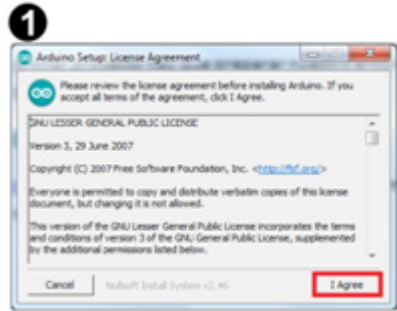 1
Arduino Setup: License Agreement
Please review the license agreement before installing Arduino. If you
accept all terms of the agreement, click I Agree.
GNU LESSER GENERAL PUBLIC LICENSE
Version 3, 29 June 2007
Copyright (C) 2007 Free Software Foundation, Inc. <http://fsf.org/>
Everyone is permitted to copy and distribute verbatim copies of this license
document, but changing it is not allowed.
This version of the GNU Lesser General Public License incorporates the terms
and conditions of version 3 of the GNU General Public License, supplemented
by the additional permissions listed below.
Cancel
Nullsoft Install System v2.46
I Agree